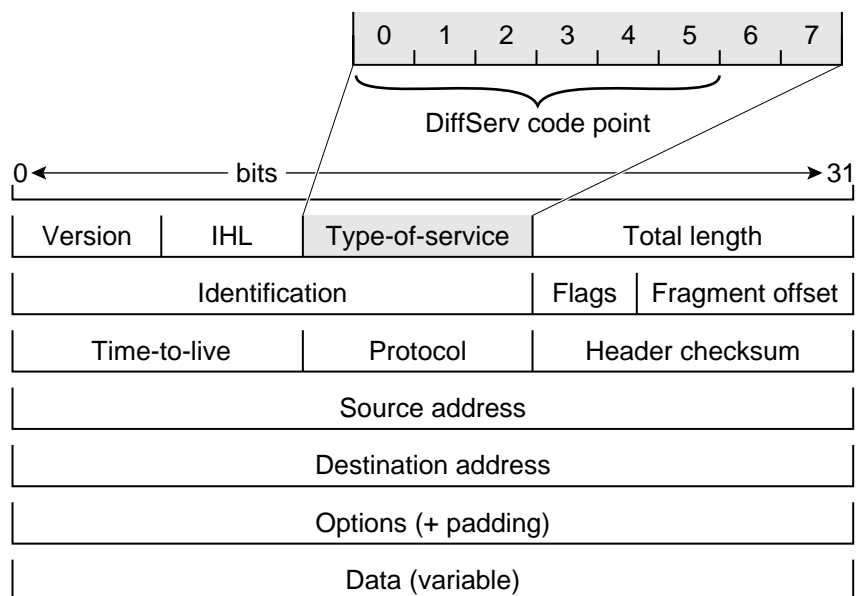 0 1 2 3 4 5 6 7
DiffServ code point
0 bits 31
Version IHL Type-of-service Total length
Identification Flags Fragment offset
Time-to-live Protocol Header checksum
Source address
Destination address
Options (+ padding)
Data (variable)